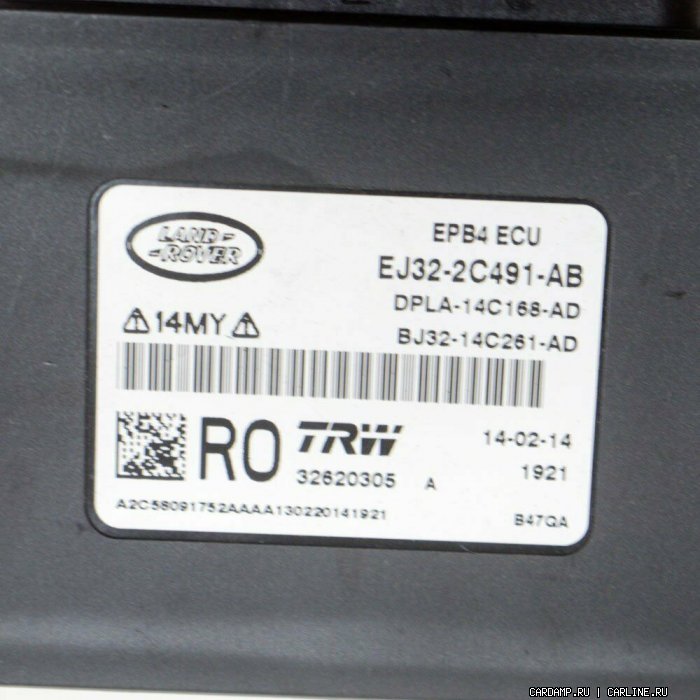 LAND
ROVER
EPB4 ECU
EJ32-2C491-AB
DPLA-14C168-AD
14MY
BJ32-14C261-AD
RO
TRW
14-02-14
32620305 A
1921
A2C58091752AAAA130220141921
B47GA
CARDAMP.RU | CARLINE.RU